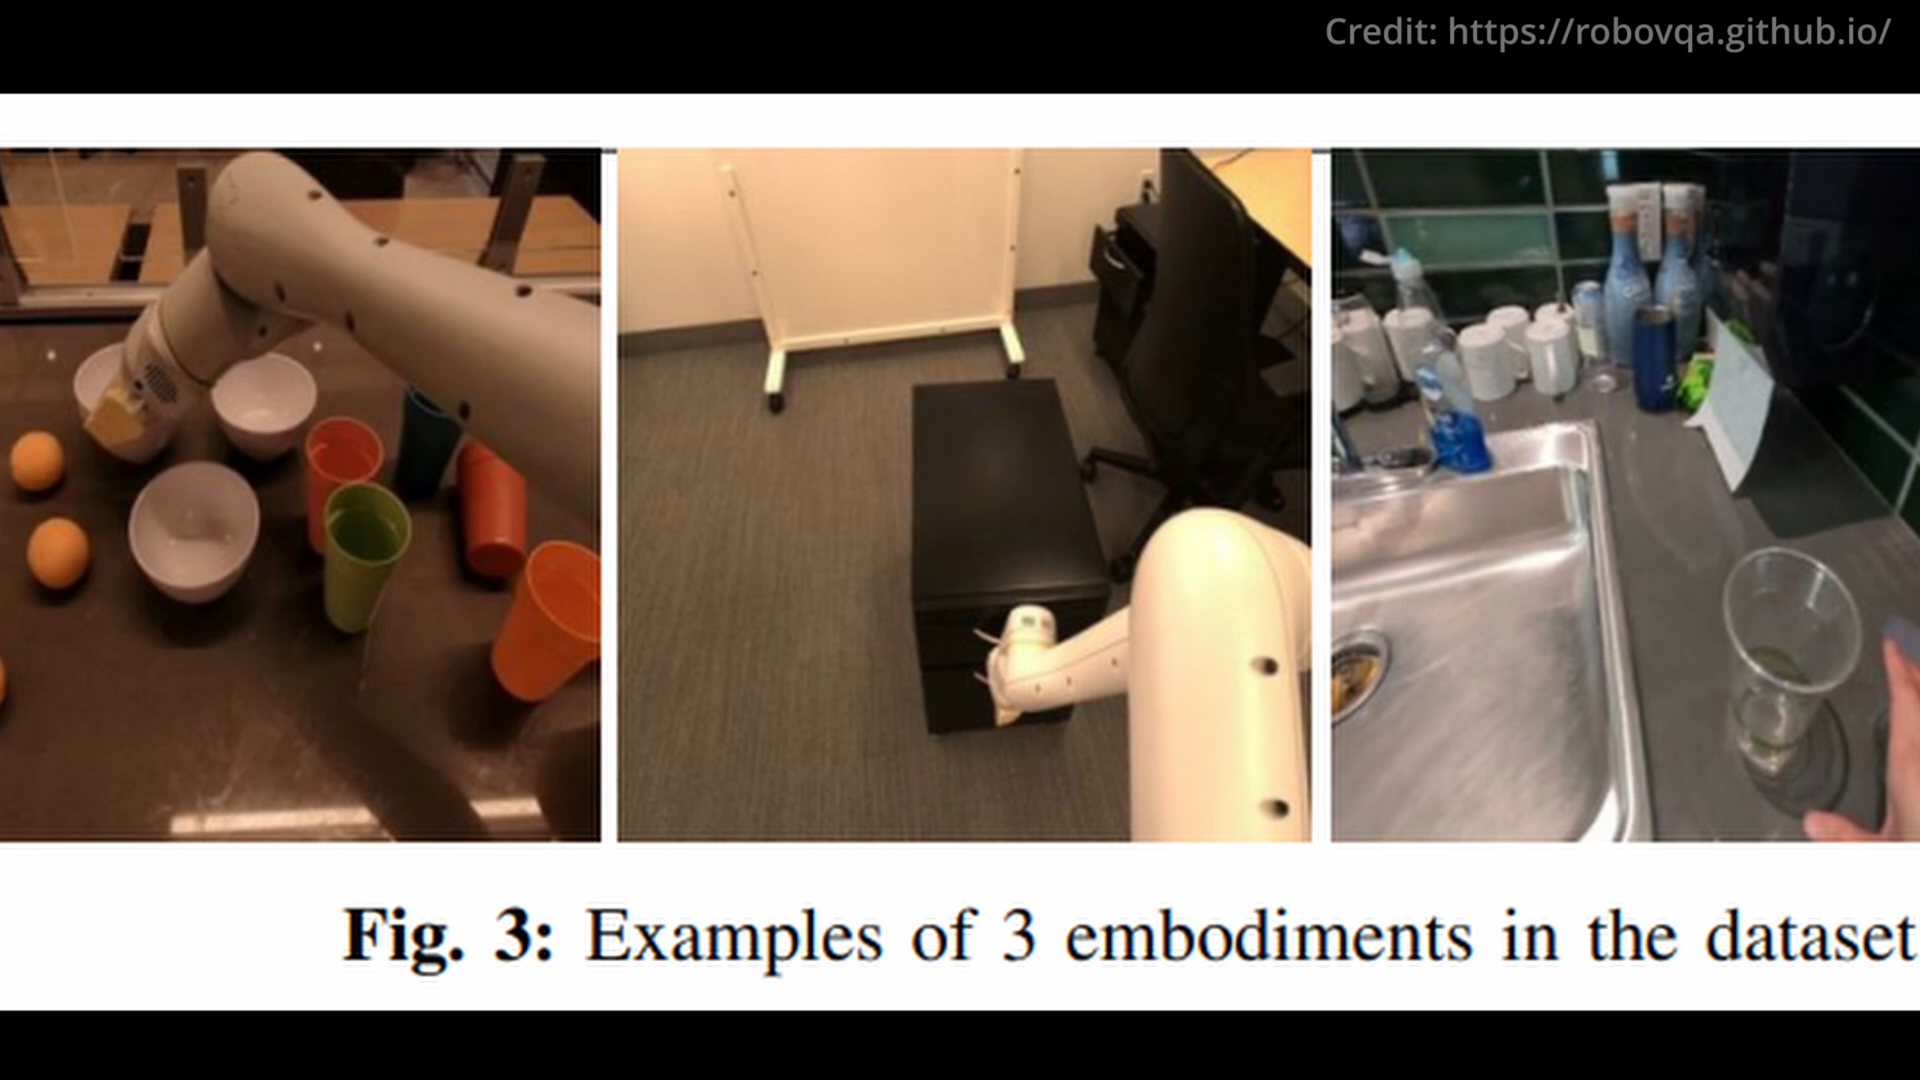 Credit: https://robovqa.github.io/
Fig. 3: Examples of 3 embodiments in the dataset